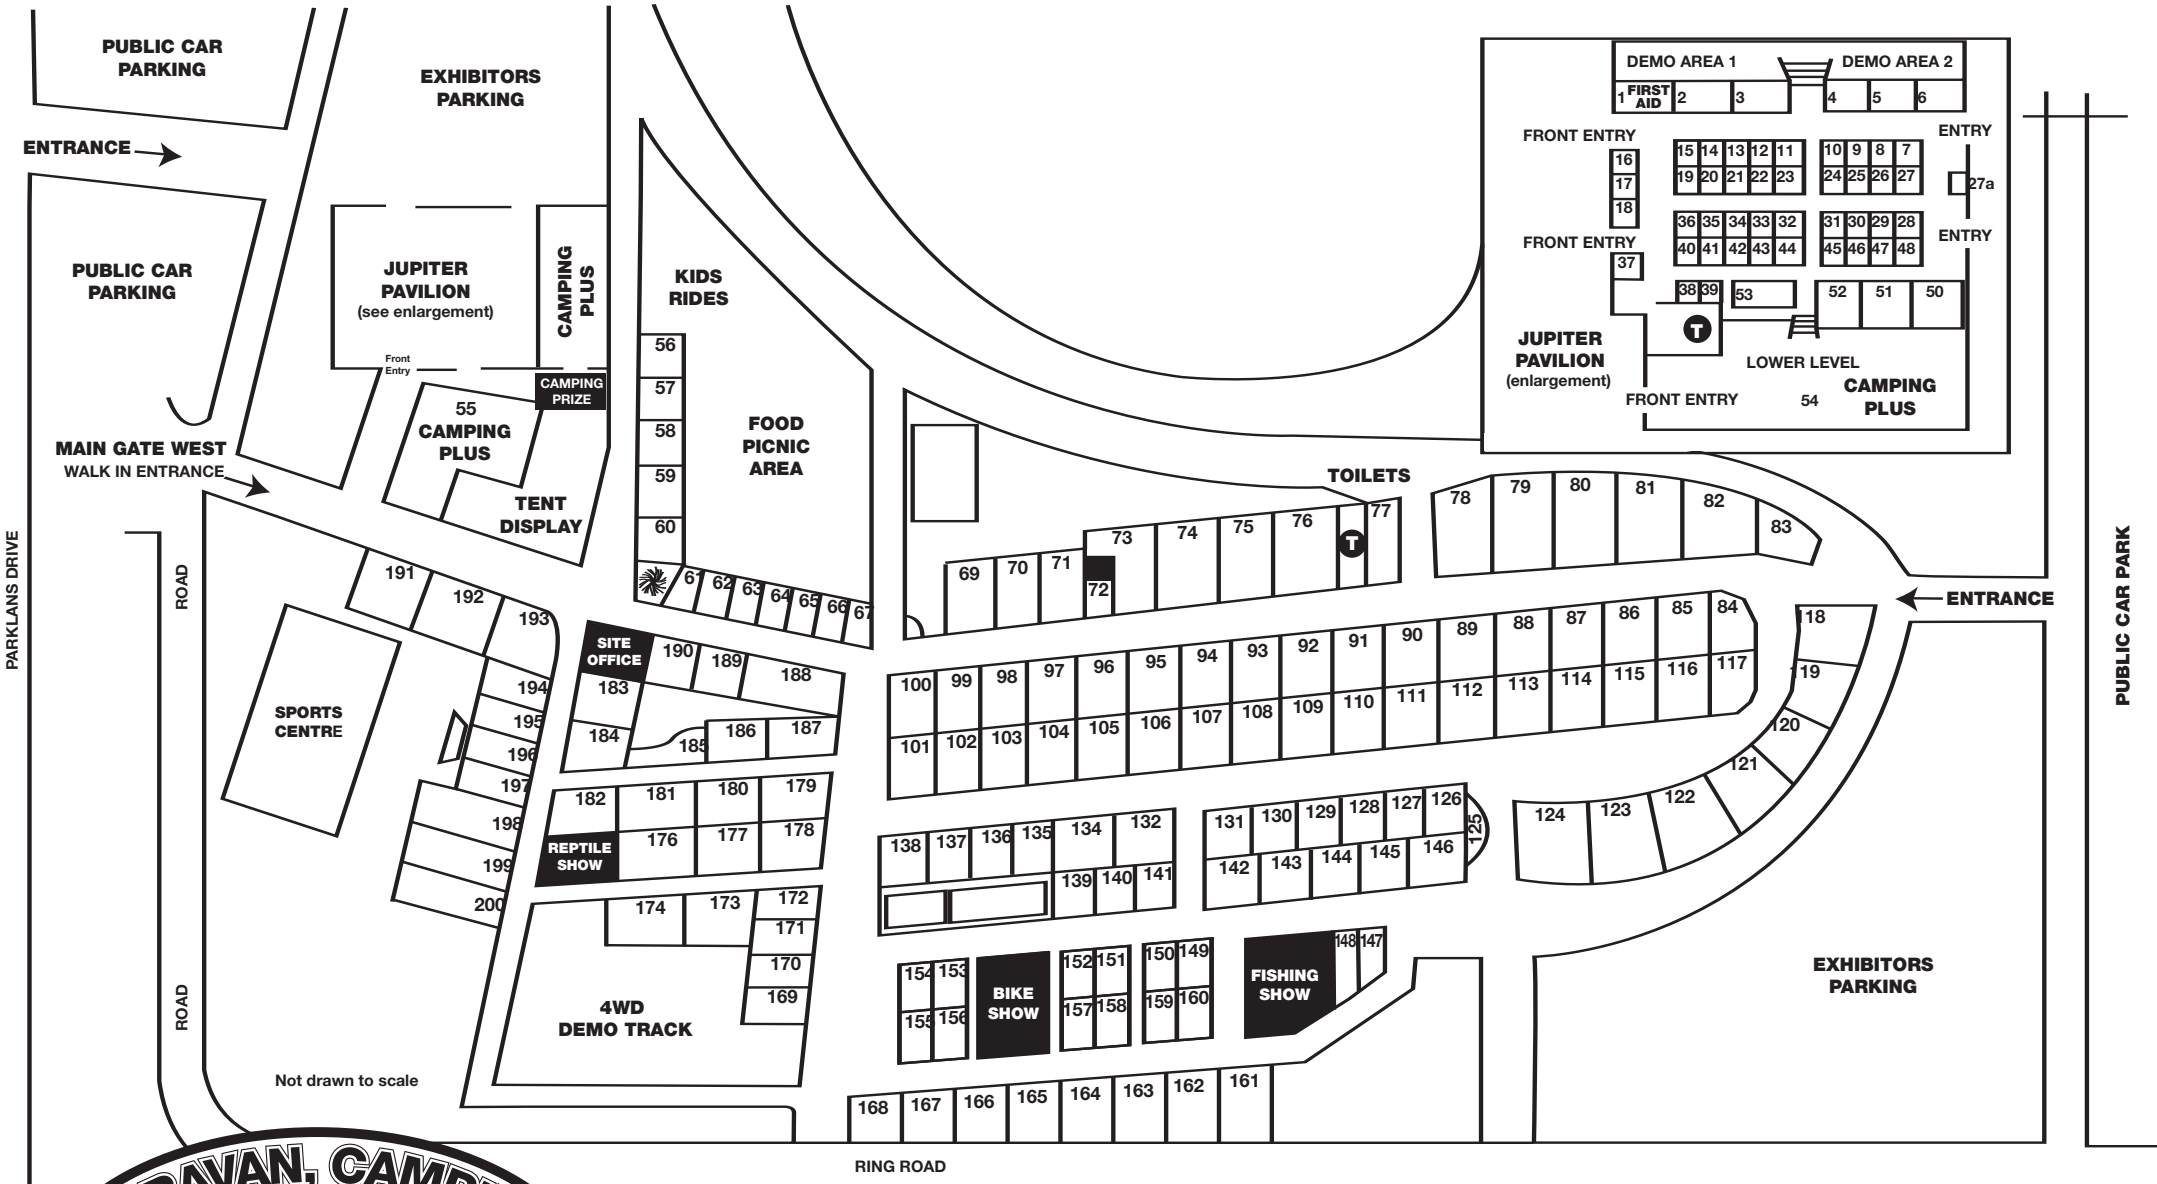 PUBLIC CAR
PARKING
EXHIBITORS
PARKING
ENTRANCE
PUBLIC CAR
PARKING
JUPITER
PAVILION
(see enlargement)
CAMPING
PLUS
Front
Entry
CAMPING
PRIZE
55
CAMPING
PLUS
TENT
DISPLAY
MAIN GATE WEST
WALK IN ENTRANCE
PARKLANS DRIVE
ROAD
ROAD
KIDS
RIDES
56
57
58
59
60
FOOD
PICNIC
AREA
61 62 63 64 65 66 67
DEMO AREA 1
DEMO AREA 2
1 FIRST
AID
2 3 4 5 6
FRONT ENTRY
ENTRY
16
17
18
15 14 13 12 11 10 9 8 7
19 20 21 22 23 24 25 26 27
27a
36 35 34 33 32 31 30 29 28
FRONT ENTRY
ENTRY
40 41 42 43 44 45 46 47 48
37
38 39 53 52 51 50
T
JUPITER
PAVILION
(enlargement)
LOWER LEVEL
CAMPING
PLUS
FRONT ENTRY
54
TOILETS
69 70 71 72 73 74 75 76 T 77
78 79 80 81 82 83
ENTRANCE
PUBLIC CAR PARK
100 99 98 97 96 95 94 93 92 91 90 89 88 87 86 85 84
101 102 103 104 105 106 107 108 109 110 111 112 113 114 115 116 117
118
119
120
121
122
123
124
191
192
193
194
195
196
197
198
199
200
SPORTS
CENTRE
SITE
OFFICE
190 189 188
183
184
185 186 187
182 181 180 179
REPTILE
SHOW
176 177 178
174 173 172
171
170
169
4WD
DEMO TRACK
138 137 136 135 134 132
139 140 141
131 130 129 128 127 126
125
142 143 144 145 146
154 153
155 156
BIKE
SHOW
152 151
157 158
150 149
159 160
FISHING
SHOW
148 147
EXHIBITORS
PARKING
168 167 166 165 164 163 162 161
Not drawn to scale
RING ROAD